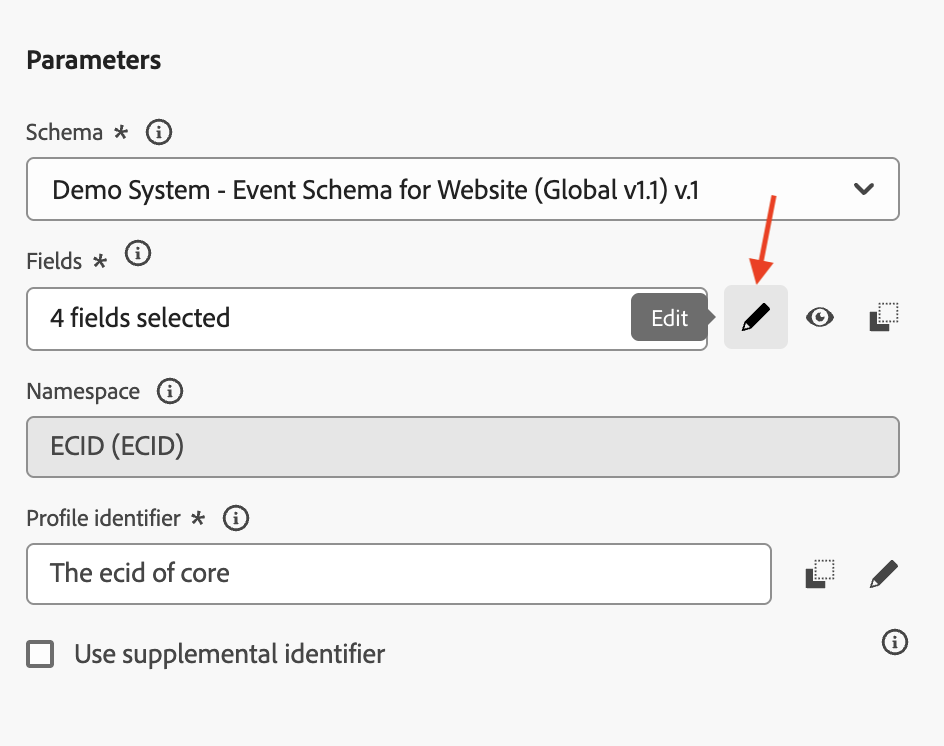 Parameters
Schema *
Demo System - Event Schema for Website (Global v1.1) v.1
Fields *
4 fields selected
Edit
Namespace
ECID (ECID)
Profile identifier *
The ecid of core
Use supplemental identifier